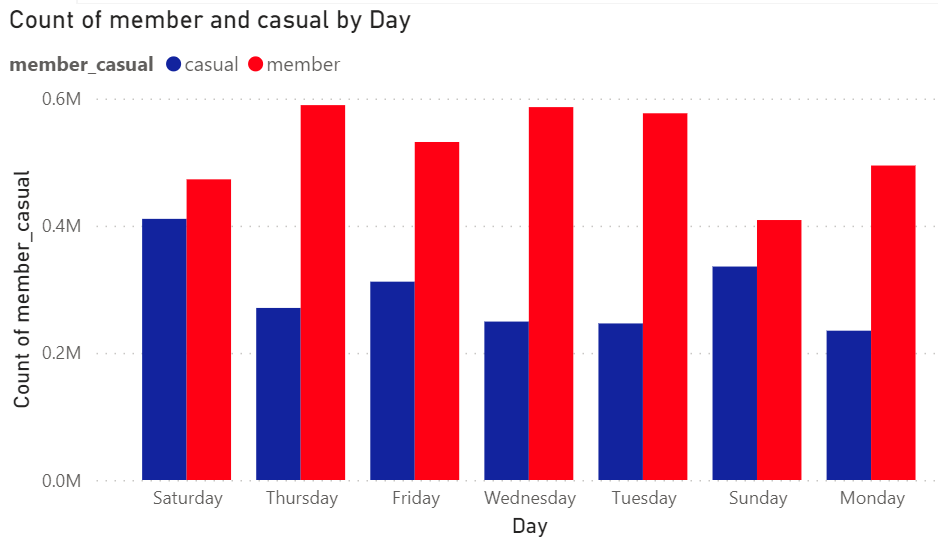 Count of member and casual by Day
member_casual casual member
0.6M
0.4M
0.2M
0.0M
Count of member_casual
Saturday Thursday Friday Wednesday Tuesday Sunday Monday
Day